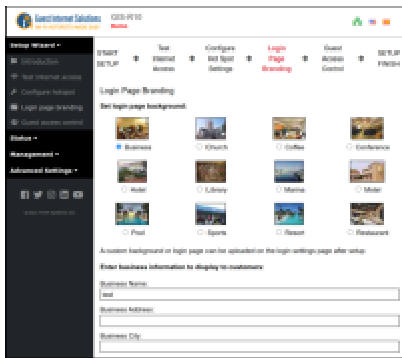 Guest Internet Solutions
GIS-R10
Home
Setup Wizard
Introduction
Test Internet access
Configure hotspot
Login page branding
Guest access control
Status
Management
Advanced Settings
START SETUP
Test Internet Access
Configure Hot Spot Settings
Login Page Branding
Guest Access Control
SETUP FINISH
Login Page Branding
Set login page background:
Business
Church
Coffee
Conference
Hotel
Library
Marina
Motel
Pool
Sports
Resort
Restaurant
A custom background or login page can be uploaded on the login settings page after setup
Enter business information to display to customers:
Business Name:
test
Business Address:
Business City: